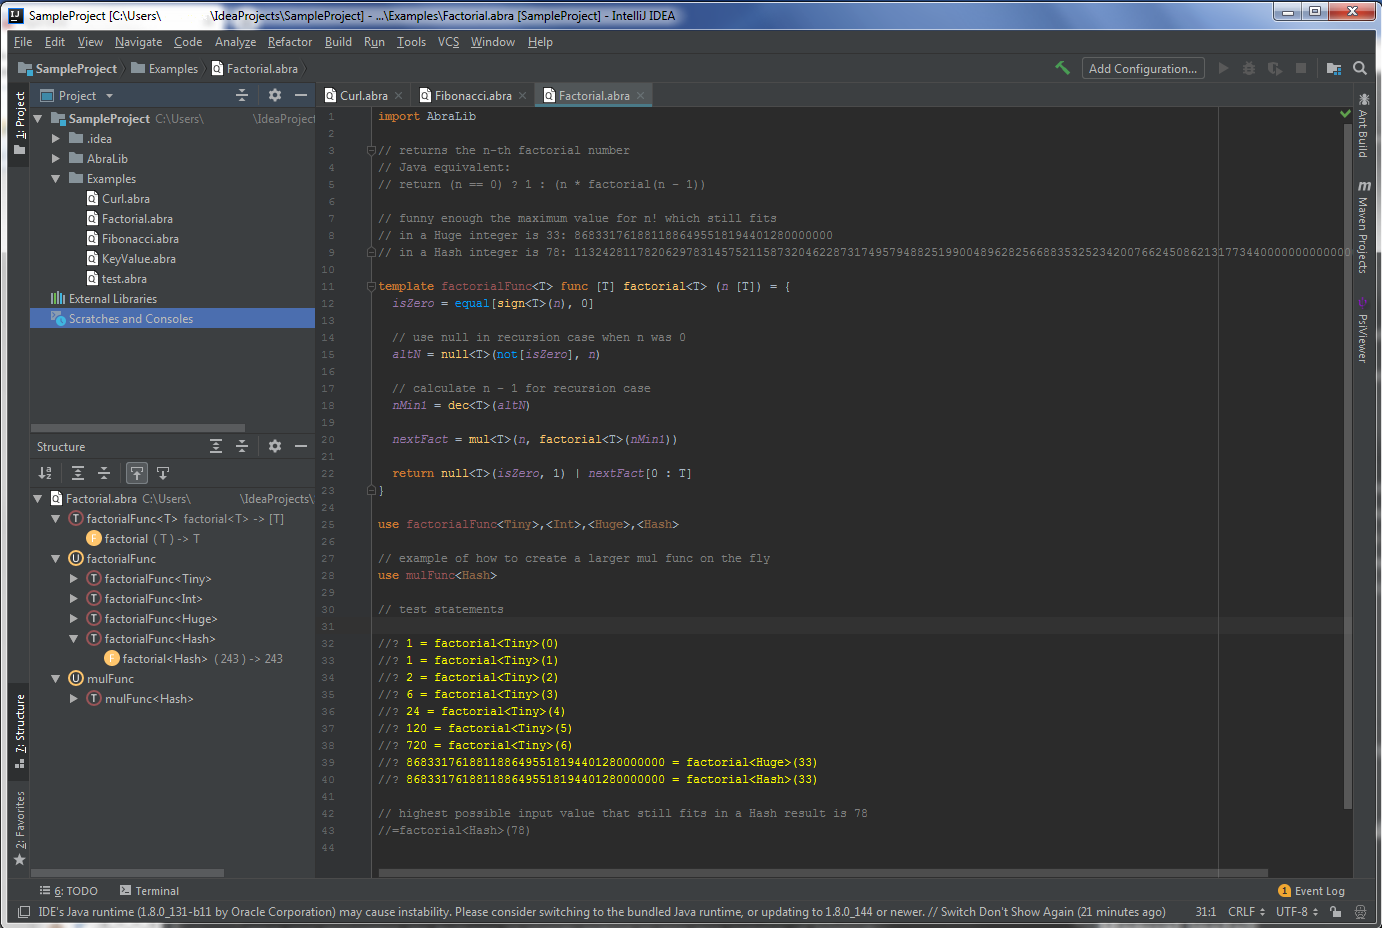 SampleProject [C:\Users\ \IdeaProjects\SampleProject] - ...\Examples\Factorial.abra [SampleProject] - IntelliJ IDEA
File Edit View Navigate Code Analyze Refactor Build Run Tools VCS Window Help
SampleProject Examples Factorial.abra Add Configuration...
1: Project
Project
SampleProject C:\Users\ \IdeaProject
.idea
AbraLib
Examples
Curl.abra
Factorial.abra
Fibonacci.abra
KeyValue.abra
test.abra
External Libraries
Scratches and Consoles
Structure
Factorial.abra C:\Users\ \IdeaProjects\
factorialFunc<T> factorial<T> -> [T]
factorial ( T ) -> T
factorialFunc
factorialFunc<Tiny>
factorialFunc<Int>
factorialFunc<Huge>
factorialFunc<Hash>
factorial<Hash> ( 243 ) -> 243
mulFunc
mulFunc<Hash>
7: Structure
2: Favorites
Curl.abra Fibonacci.abra Factorial.abra
1 import AbraLib
2
3 // returns the n-th factorial number
4 // Java equivalent:
5 // return (n == 0) ? 1 : (n * factorial(n - 1))
6
7 // funny enough the maximum value for n! which still fits
8 // in a Huge integer is 33: 8683317618811886495518194401280000000
9 // in a Hash integer is 78: 11324281178206297831457521158732046228731749579488251990048962825668835325234200766245086213177344000000000000
10
11 template factorialFunc<T> func [T] factorial<T> (n [T]) = {
12 isZero = equal[sign<T>(n), 0]
13
14 // use null in recursion case when n was 0
15 altN = null<T>(not[isZero], n)
16
17 // calculate n - 1 for recursion case
18 nMin1 = dec<T>(altN)
19
20 nextFact = mul<T>(n, factorial<T>(nMin1))
21
22 return null<T>(isZero, 1) | nextFact[0 : T]
23 }
24
25 use factorialFunc<Tiny>,<Int>,<Huge>,<Hash>
26
27 // example of how to create a larger mul func on the fly
28 use mulFunc<Hash>
29
30 // test statements
31
32 //? 1 = factorial<Tiny>(0)
33 //? 1 = factorial<Tiny>(1)
34 //? 2 = factorial<Tiny>(2)
35 //? 6 = factorial<Tiny>(3)
36 //? 24 = factorial<Tiny>(4)
37 //? 120 = factorial<Tiny>(5)
38 //? 720 = factorial<Tiny>(6)
39 //? 8683317618811886495518194401280000000 = factorial<Huge>(33)
40 //? 8683317618811886495518194401280000000 = factorial<Hash>(33)
41
42 // highest possible input value that still fits in a Hash result is 78
43 //=factorial<Hash>(78)
44
Ant Build
Maven Projects
PsiViewer
6: TODO Terminal Event Log
IDE's Java runtime (1.8.0_131-b11 by Oracle Corporation) may cause instability. Please consider switching to the bundled Java runtime, or updating to 1.8.0_144 or newer. // Switch Don't Show Again (21 minutes ago) 31:1 CRLF UTF-8